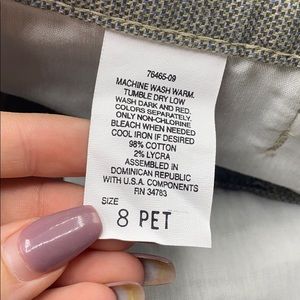 76465-09
MACHINE WASH WARM.
TUMBLE DRY LOW
WASH DARK AND RED.
COLORS SEPARATELY.
ONLY NON-CHLORINE
BLEACH WHEN NEEDED
COOL IRON IF DESIRED
98% COTTON
2% LYCRA
ASSEMBLED IN
DOMINICAN REPUBLIC
WITH U.S.A. COMPONENTS
RN 34763
SIZE
8 PET